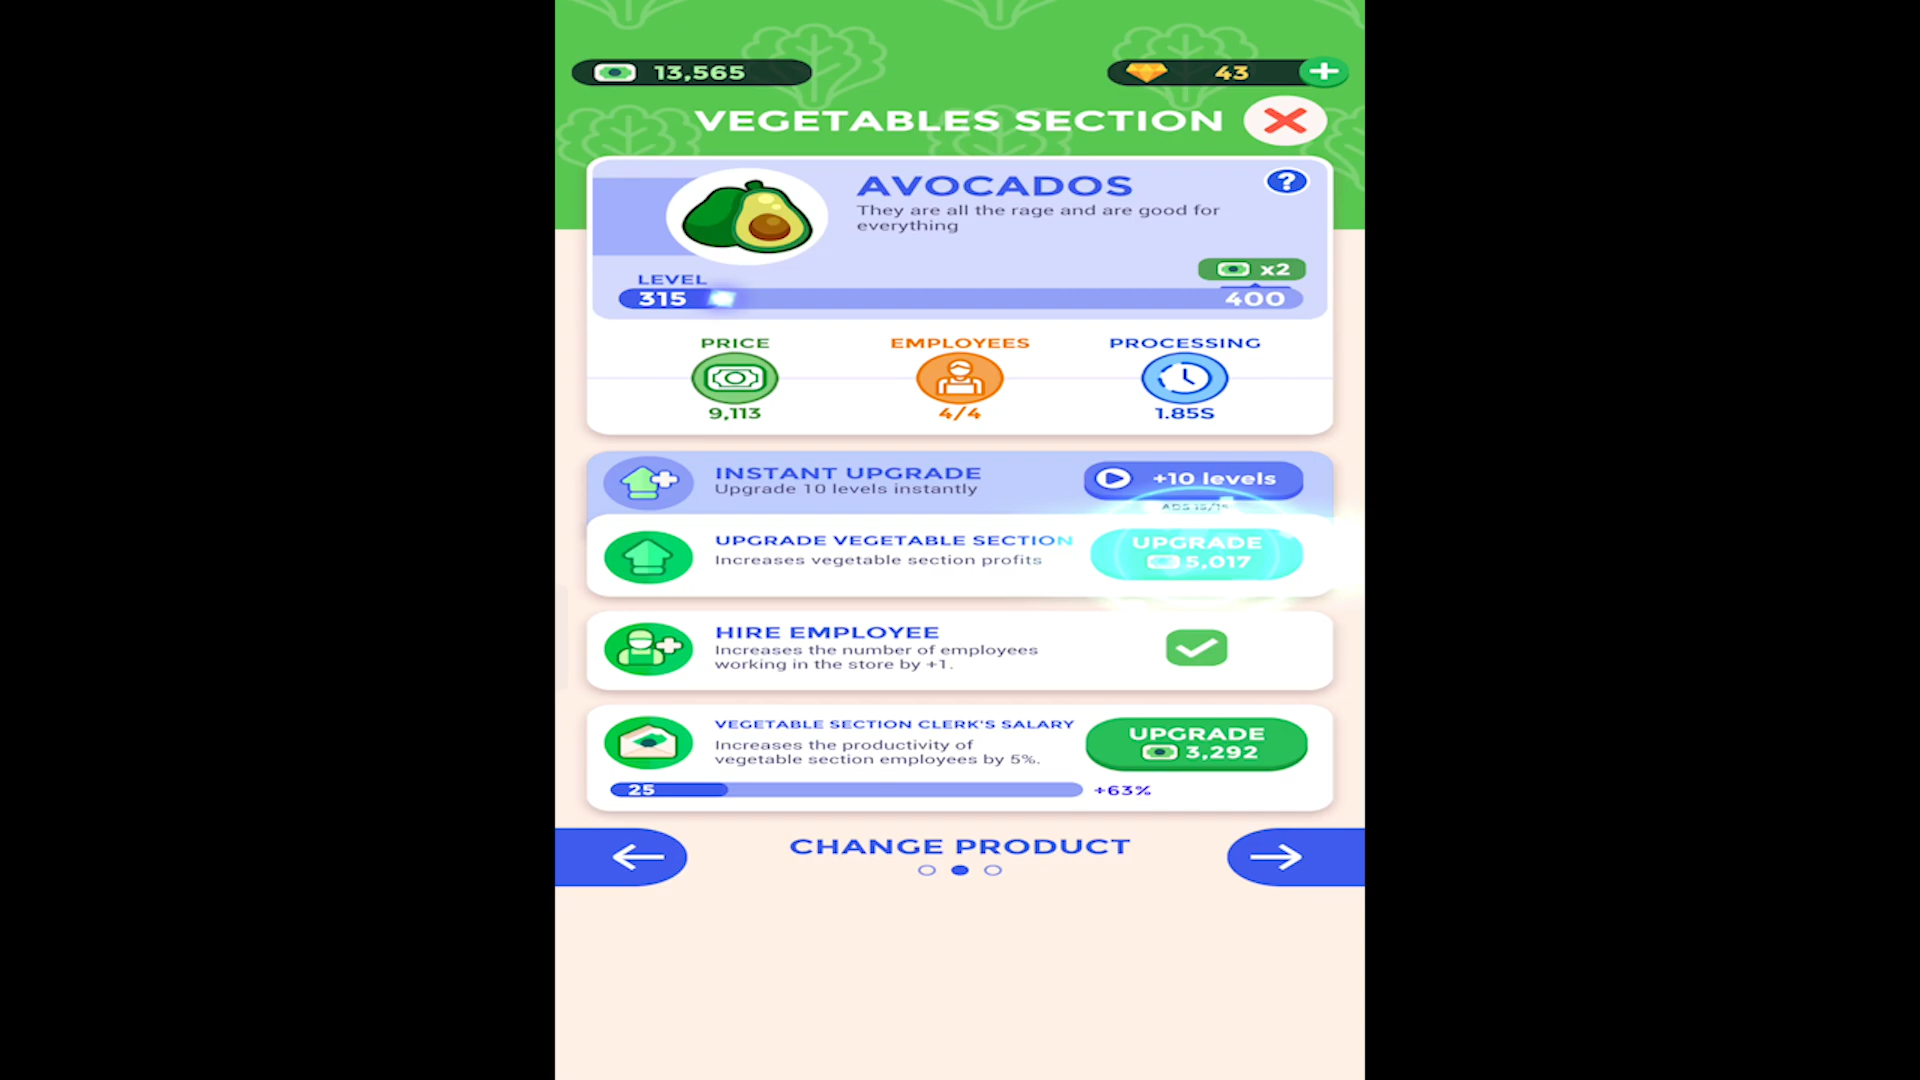 13,565
43
VEGETABLES SECTION
AVOCADOS
?
They are all the rage and are good for
everything
x2
LEVEL
315
400
PRICE
EMPLOYEES
PROCESSING
9,113
4/4
1.85S
INSTANT UPGRADE
Upgrade 10 levels instantly
+10 levels
ADS 15/15
UPGRADE VEGETABLE SECTION
Increases vegetable section profits
UPGRADE
5,017
HIRE EMPLOYEE
Increases the number of employees
working in the store by +1.
VEGETABLE SECTION CLERK'S SALARY
Increases the productivity of
vegetable section employees by 5%.
UPGRADE
3,292
25
+63%
CHANGE PRODUCT